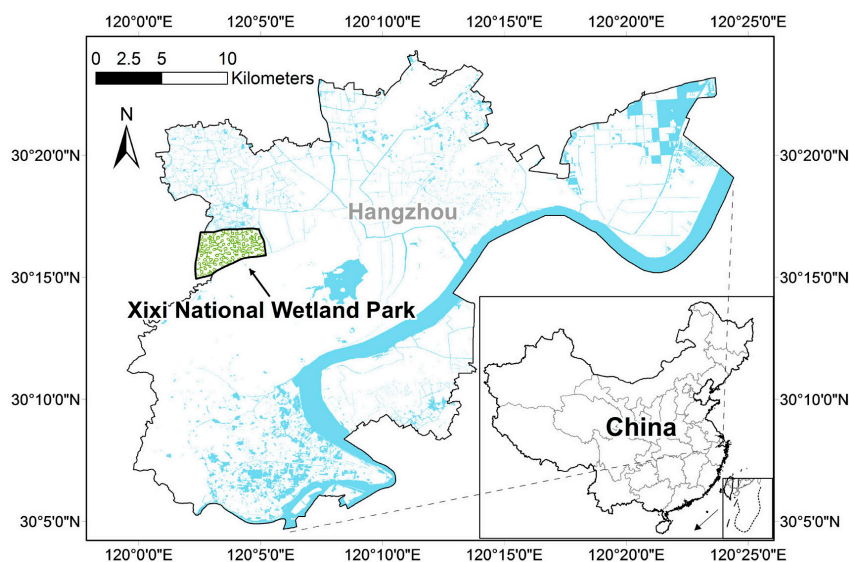 120°0'0"E 120°5'0"E 120°10'0"E 120°15'0"E 120°20'0"E 120°25'0"E
0 2.5 5 10
Kilometers
N
30°20'0"N 30°20'0"N
Hangzhou
30°15'0"N 30°15'0"N
Xixi National Wetland Park
30°10'0"N 30°10'0"N
China
30°5'0"N 30°5'0"N
120°0'0"E 120°5'0"E 120°10'0"E 120°15'0"E 120°20'0"E 120°25'0"E